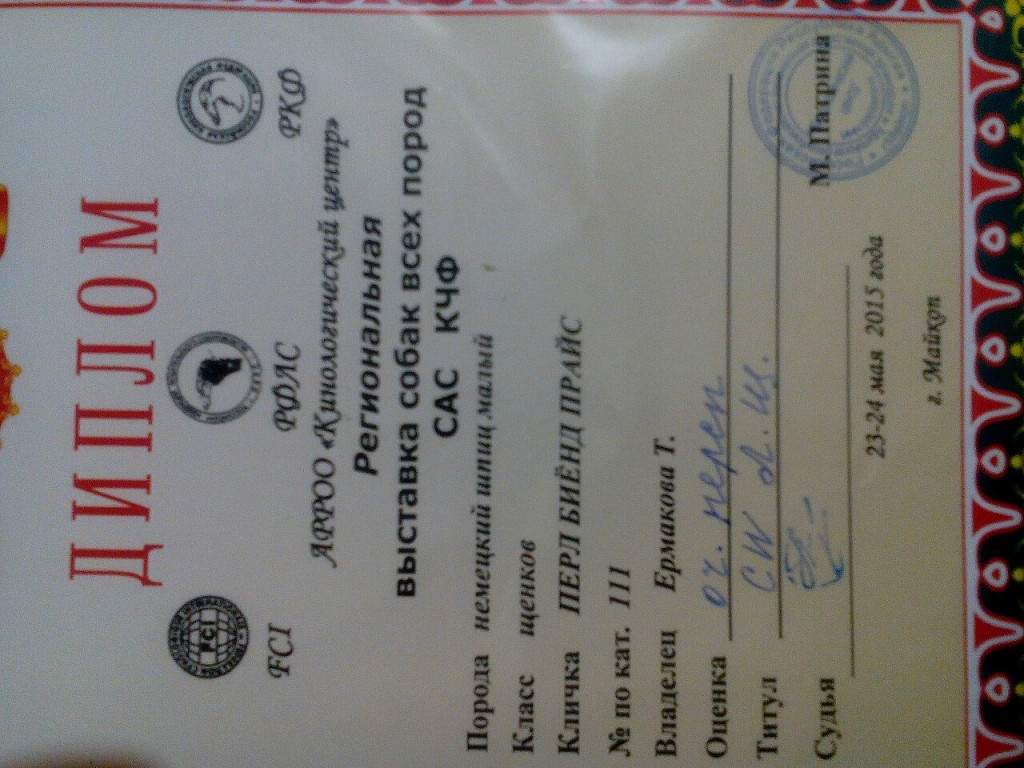 ДИПЛОМ
FCI РФЛС РКФ
АРРОО «Кинологический центр»
Региональная
выставка собак всех пород
САС КЧФ
Порода немецкий шпиц малый
Класс щенков
Кличка ПЕРЛ БИЁНД ПРАЙС
№ по кат. 111
Владелец Ермакова Т.
Оценка оч. персп
Титул CW л.щ.
Судья М. Патрина
23-24 мая 2015 года
г. Майкоп